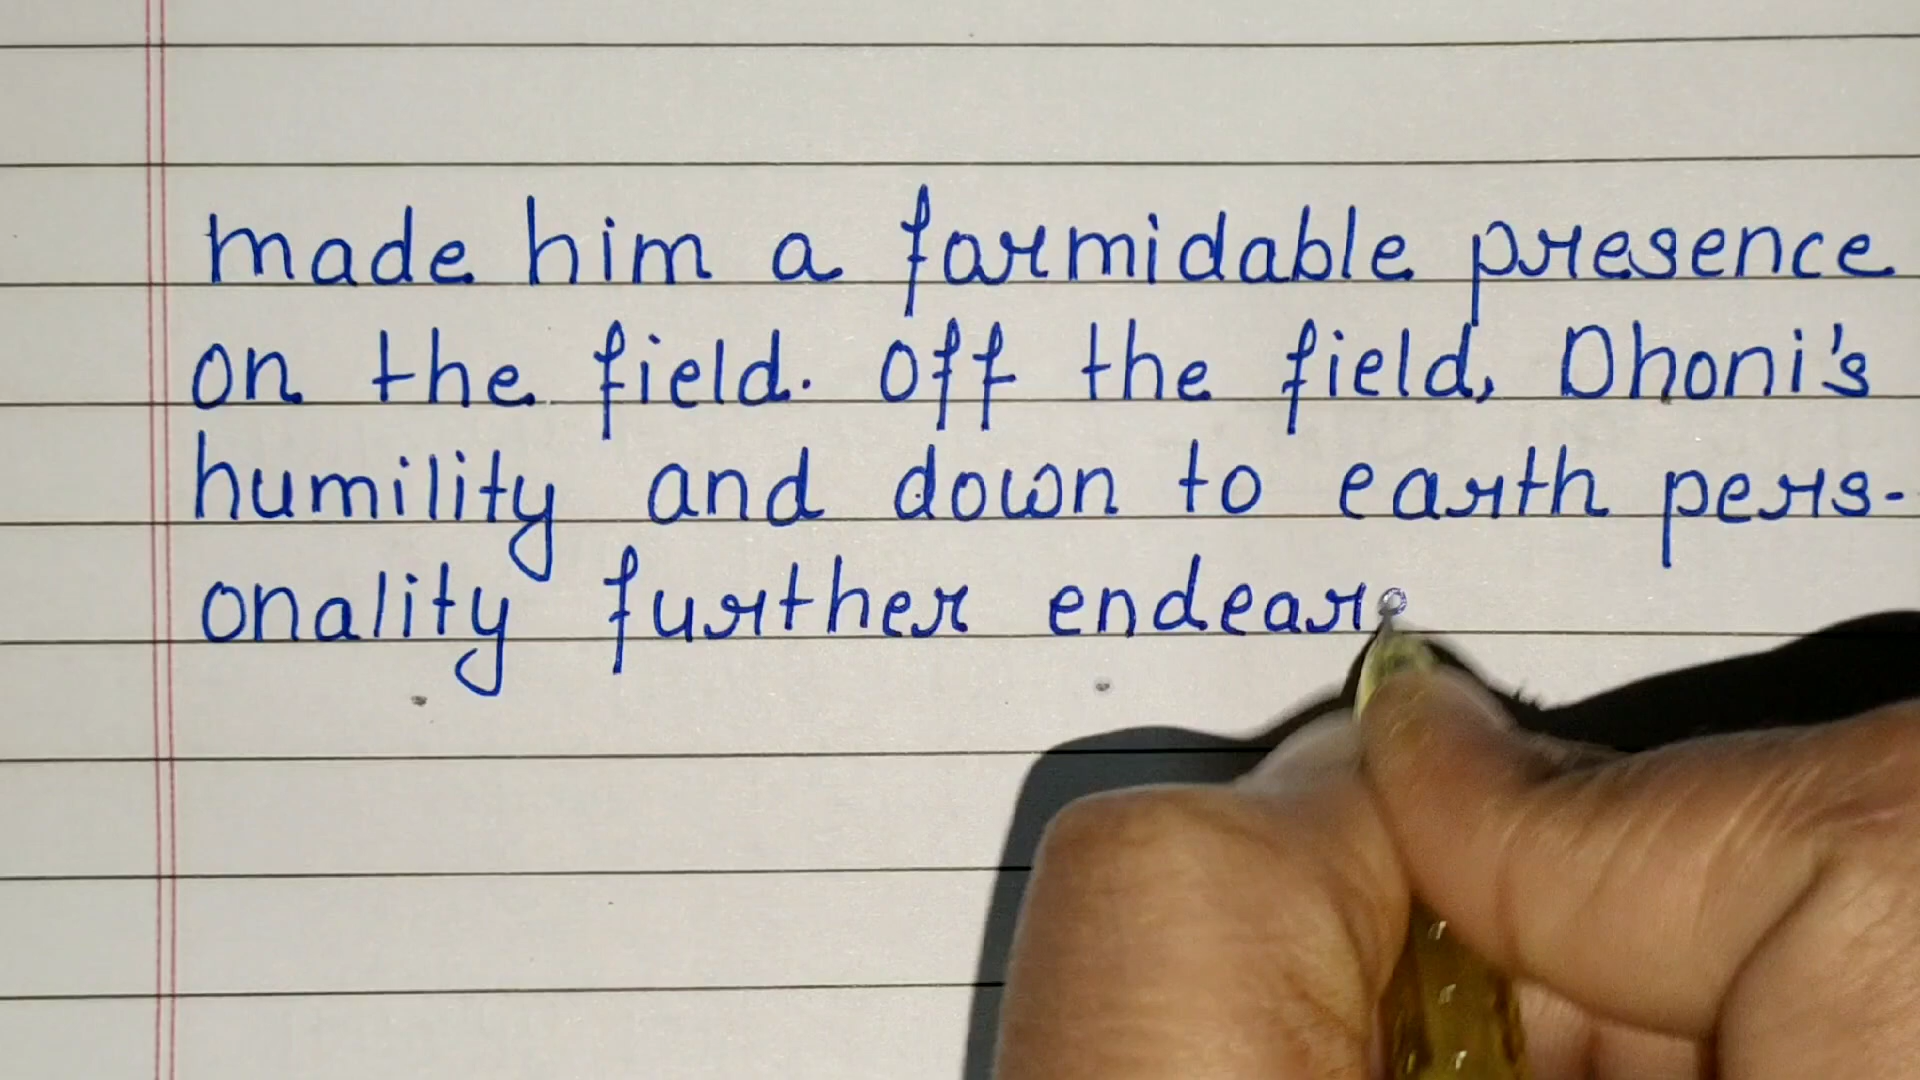 made him a formidable presence
on the field. Off the field, Dhoni's
humility and down to earth pers-
onality further endear